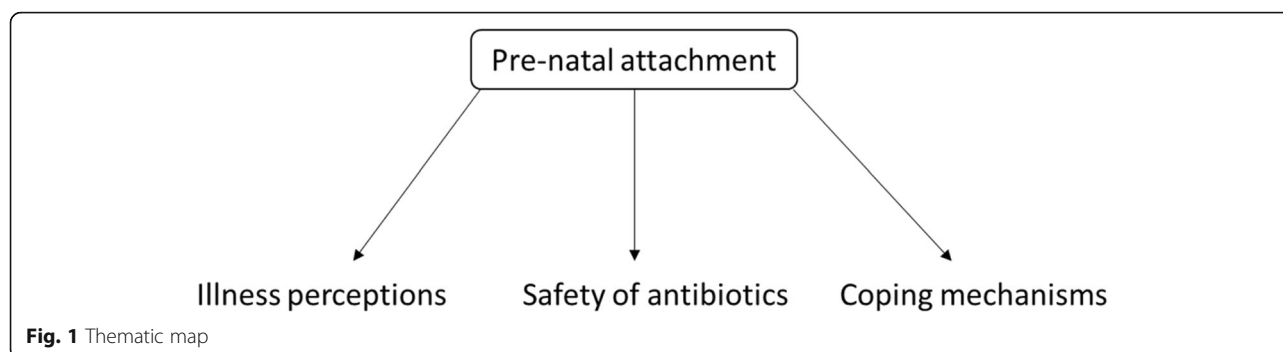 Pre-natal attachment
Illness perceptions Safety of antibiotics Coping mechanisms
Fig. 1 Thematic map